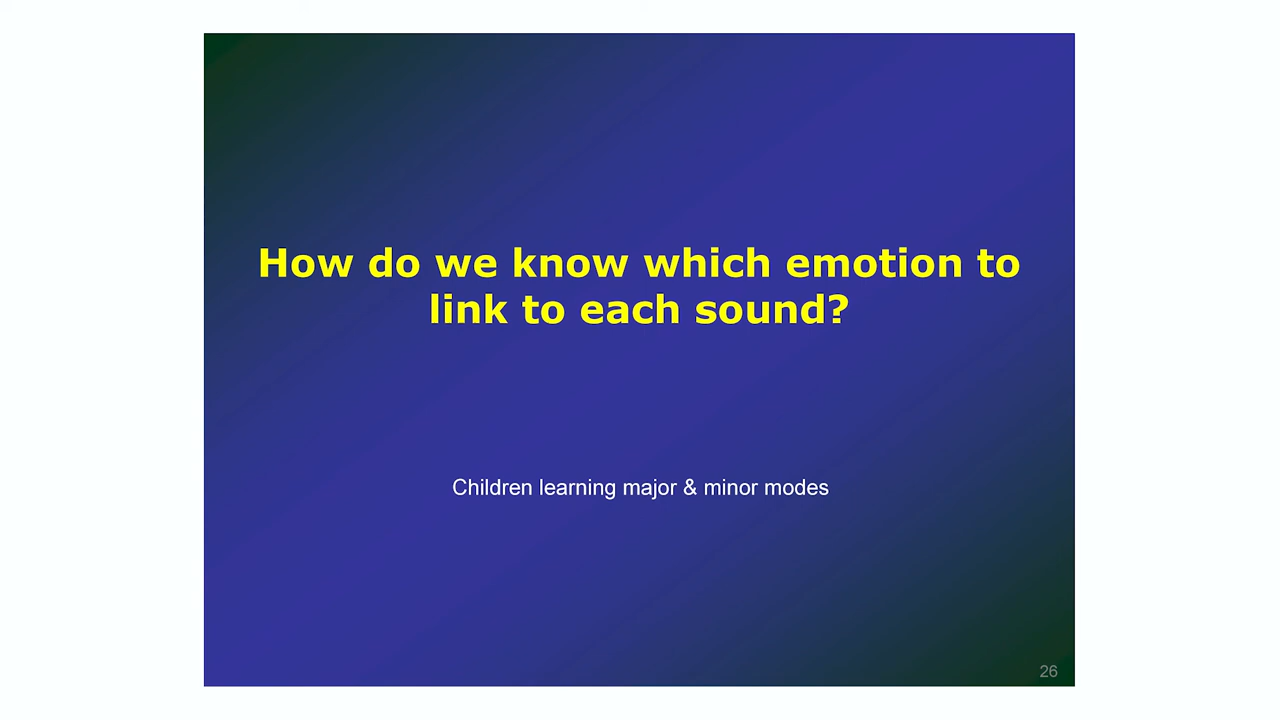 How do we know which emotion to
link to each sound?
Children learning major & minor modes
26